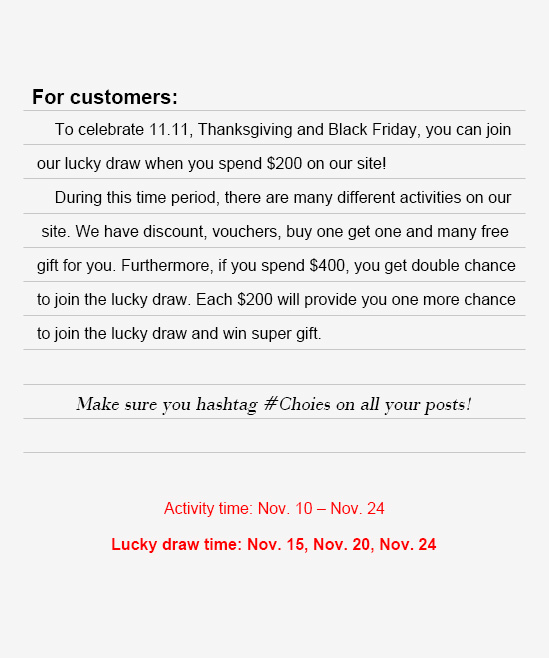 For customers:
To celebrate 11.11, Thanksgiving and Black Friday, you can join
our lucky draw when you spend $200 on our site!
During this time period, there are many different activities on our
site. We have discount, vouchers, buy one get one and many free
gift for you. Furthermore, if you spend $400, you get double chance
to join the lucky draw. Each $200 will provide you one more chance
to join the lucky draw and win super gift.
Make sure you hashtag #Choies on all your posts!
Activity time: Nov. 10 – Nov. 24
Lucky draw time: Nov. 15, Nov. 20, Nov. 24